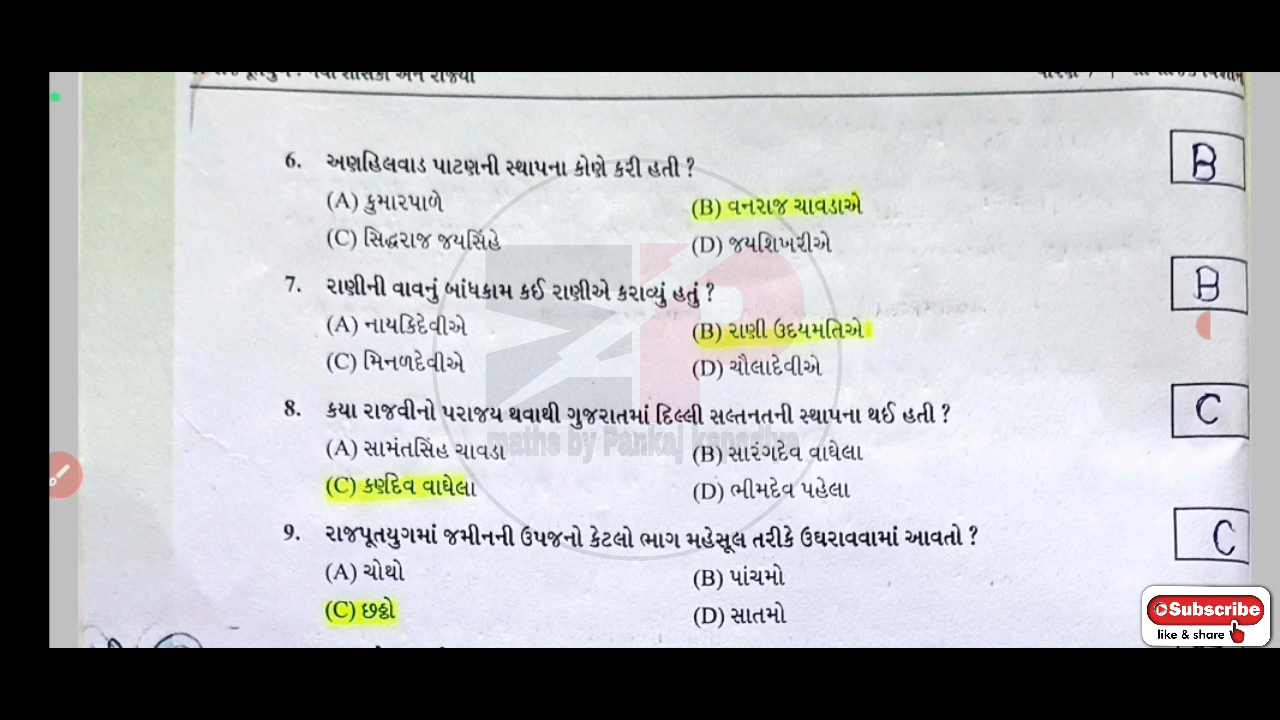 6. અણહિલવાડ પાટણની સ્થાપના કોણે કરી હતી ?
B
(A) કુમારપાળે (B) વનરાજ ચાવડાએ
(C) સિદ્ધરાજ જયસિંહે (D) જયશિખરીએ
7. રાણીની વાવનું બાંધકામ કઈ રાણીએ કરાવ્યું હતું ?
B
(A) નાયકિદેવીએ (B) રાણી ઉદયમતિએ
(C) મિનળદેવીએ (D) ચૌલાદેવીએ
8. કયા રાજવીનો પરાજય થવાથી ગુજરાતમાં દિલ્લી સલ્તનતની સ્થાપના થઈ હતી ?
C
maths by Pankaj
(A) સામંતસિંહ ચાવડા (B) સારંગદેવ વાઘેલા
(C) કર્ણદેવ વાઘેલા (D) ભીમદેવ પહેલા
9. રાજપૂતયુગમાં જમીનની ઉપજનો કેટલો ભાગ મહેસૂલ તરીકે ઉઘરાવવામાં આવતો ?
C
(A) ચોથો (B) પાંચમો
(C) છઠ્ઠો (D) સાતમો
Subscribe
like & share